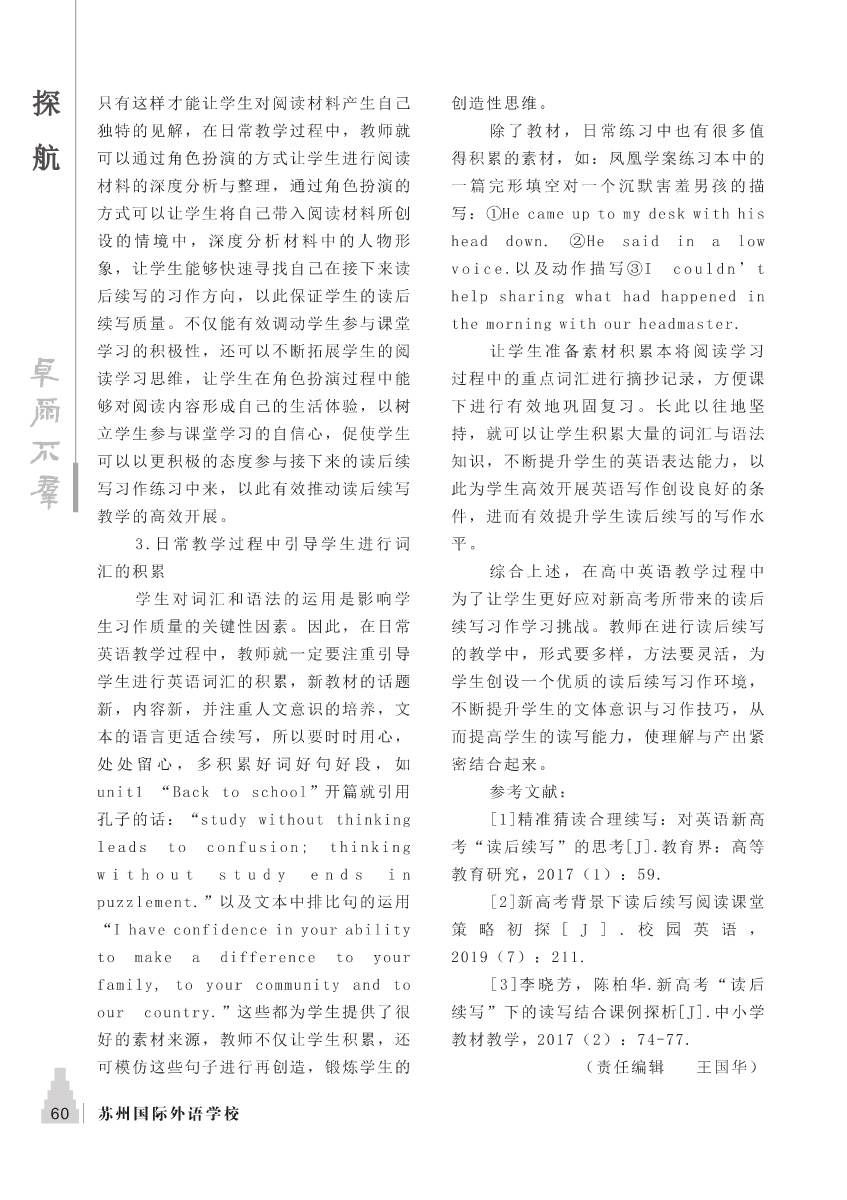 探
航
卓
尔
不
群
只有这样才能让学生对阅读材料产生自己
独特的见解，在日常教学过程中，教师就
可以通过角色扮演的方式让学生进行阅读
材料的深度分析与整理，通过角色扮演的
方式可以让学生将自己带入阅读材料所创
设的情境中，深度分析材料中的人物形
象，让学生能够快速寻找自己在接下来读
后续写的习作方向，以此保证学生的读后
续写质量。不仅能有效调动学生参与课堂
学习的积极性，还可以不断拓展学生的阅
读学习思维，让学生在角色扮演过程中能
够对阅读内容形成自己的生活体验，以树
立学生参与课堂学习的自信心，促使学生
可以以更积极的态度参与接下来的读后续
写习作练习中来，以此有效推动读后续写
教学的高效开展。
3.日常教学过程中引导学生进行词
汇的积累
学生对词汇和语法的运用是影响学
生习作质量的关键性因素。因此，在日常
英语教学过程中，教师就一定要注重引导
学生进行英语词汇的积累，新教材的话题
新，内容新，并注重人文意识的培养，文
本的语言更适合续写，所以要时时用心，
处处留心，多积累好词好句好段，如
unit1 “Back to school”开篇就引用
孔子的话：“study without thinking
leads to confusion; thinking
without study ends in
puzzlement.”以及文本中排比句的运用
“I have confidence in your ability
to make a difference to your
family, to your community and to
our country.”这些都为学生提供了很
好的素材来源，教师不仅让学生积累，还
可模仿这些句子进行再创造，锻炼学生的
创造性思维。
除了教材，日常练习中也有很多值
得积累的素材，如：凤凰学案练习本中的
一篇完形填空对一个沉默害羞男孩的描
写：①He came up to my desk with his
head down. ②He said in a low
voice.以及动作描写③I couldn’t
help sharing what had happened in
the morning with our headmaster.
让学生准备素材积累本将阅读学习
过程中的重点词汇进行摘抄记录，方便课
下进行有效地巩固复习。长此以往地坚
持，就可以让学生积累大量的词汇与语法
知识，不断提升学生的英语表达能力，以
此为学生高效开展英语写作创设良好的条
件，进而有效提升学生读后续写的写作水
平。
综合上述，在高中英语教学过程中
为了让学生更好应对新高考所带来的读后
续写习作学习挑战。教师在进行读后续写
的教学中，形式要多样，方法要灵活，为
学生创设一个优质的读后续写习作环境，
不断提升学生的文体意识与习作技巧，从
而提高学生的读写能力，使理解与产出紧
密结合起来。
参考文献：
[1]精准猜读合理续写：对英语新高
考“读后续写”的思考[J].教育界：高等
教育研究，2017（1）：59.
[2]新高考背景下读后续写阅读课堂
策略初探[J].校园英语，
2019（7）：211.
[3]李晓芳，陈柏华.新高考“读后
续写”下的读写结合课例探析[J].中小学
教材教学，2017（2）：74-77.
（责任编辑 王国华）
60 苏州国际外语学校